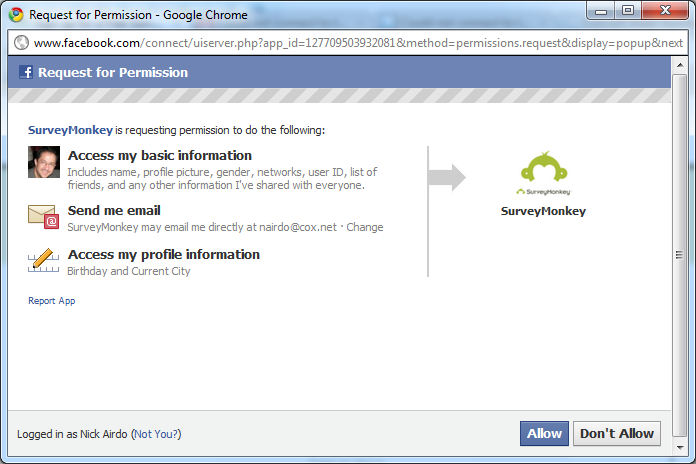 Request for Permission - Google Chrome
www.facebook.com/connect/uiserver.php?app_id=127709503932081&method=permissions.request&display=popup&next
f Request for Permission
SurveyMonkey is requesting permission to do the following:
Access my basic information
Includes name, profile picture, gender, networks, user ID, list of
friends, and any other information I've shared with everyone.
@
Send me email
SurveyMonkey may email me directly at nairdo@cox.net · Change
Access my profile information
Birthday and Current City
SurveyMonkey
SurveyMonkey
Report App
Logged in as Nick Airdo (Not You?)
Allow
Don't Allow